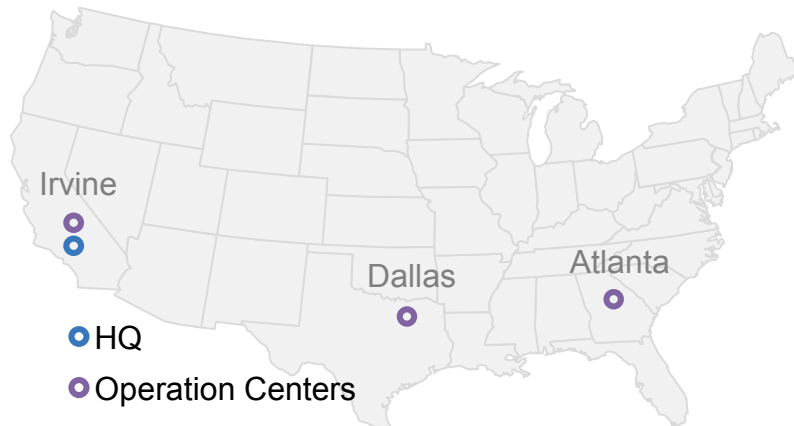 Irvine
Dallas
Atlanta
HQ
Operation Centers